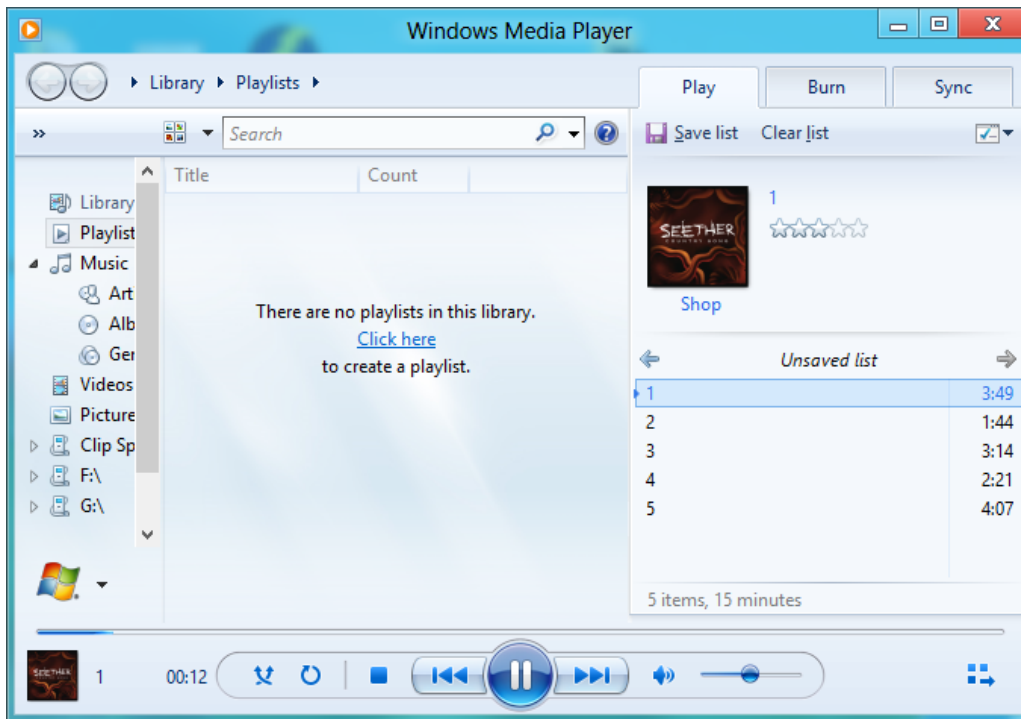 Windows Media Player
Library Playlists
Play Burn Sync
»
Search
Save list Clear list
Title Count
Library
Playlist
Music
Art
Alb
Ger
Videos
Picture
Clip Sp
F:\
G:\
There are no playlists in this library.
Click here
to create a playlist.
SEETHER
COUNTRY SONG
1
Shop
Unsaved list
1 3:49
2 1:44
3 3:14
4 2:21
5 4:07
5 items, 15 minutes
SEETHER
1 00:12